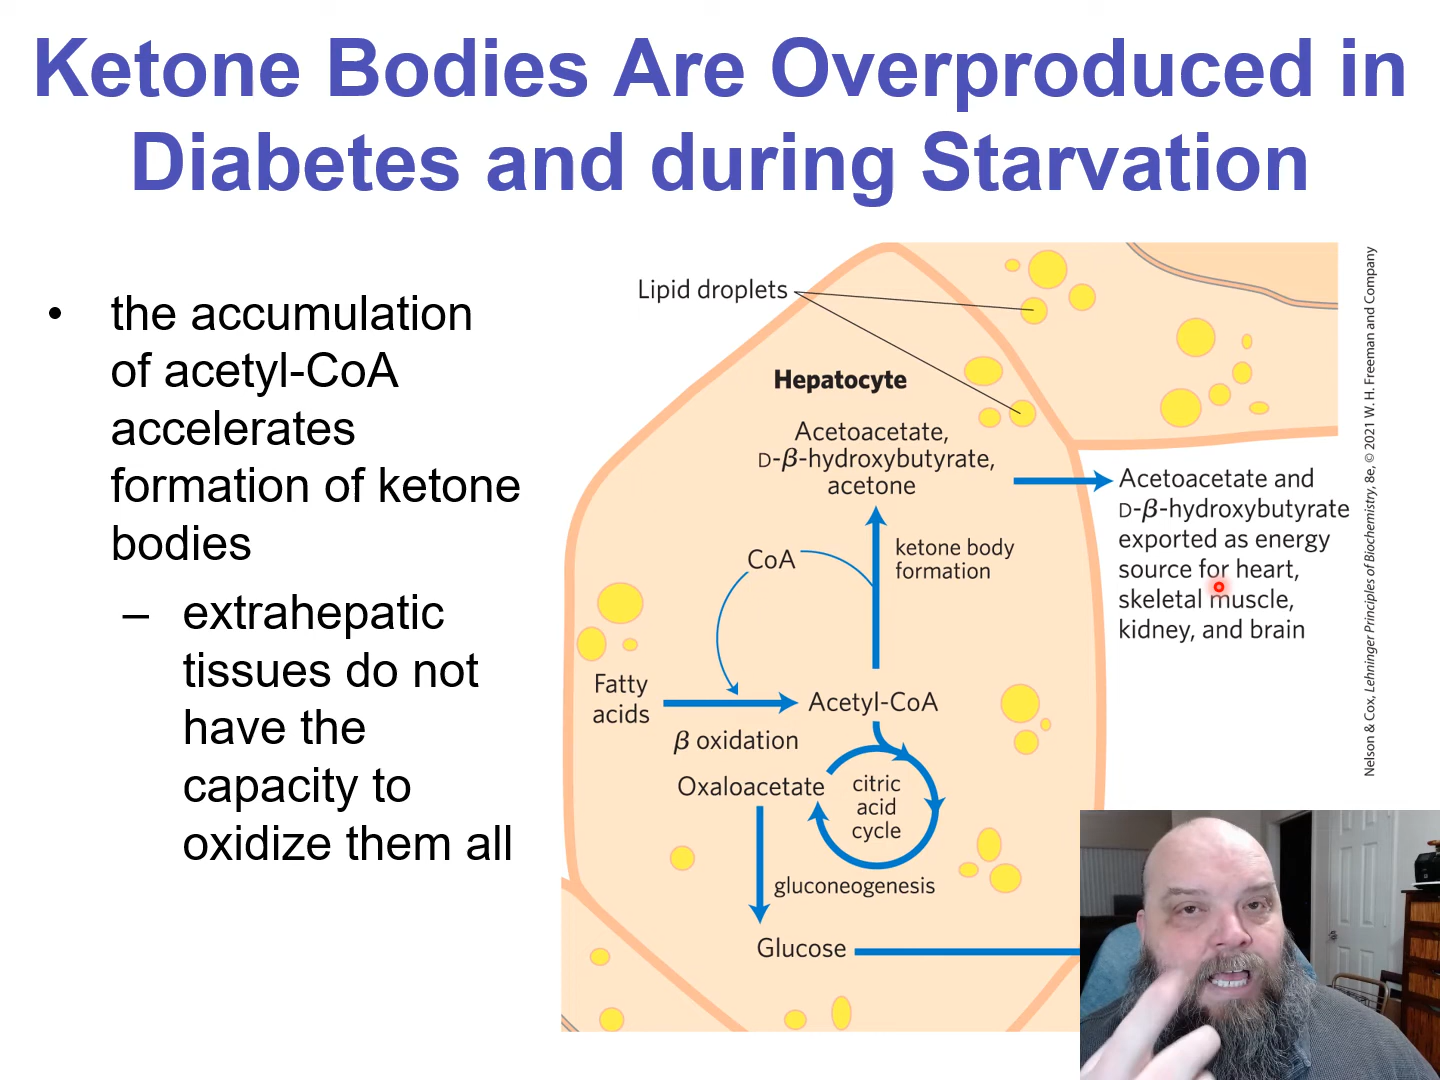 Ketone Bodies Are Overproduced in
Diabetes and during Starvation
• the accumulation
of acetyl-CoA
accelerates
formation of ketone
bodies
– extrahepatic
tissues do not
have the
capacity to
oxidize them all
Lipid droplets
Hepatocyte
Acetoacetate,
D-β-hydroxybutyrate,
acetone
Acetoacetate and
D-β-hydroxybutyrate
exported as energy
source for heart,
skeletal muscle,
kidney, and brain
CoA
ketone body
formation
Fatty
acids
Acetyl-CoA
β oxidation
Oxaloacetate
citric
acid
cycle
gluconeogenesis
Glucose
Nelson & Cox, Lehninger Principles of Biochemistry, 8e, © 2021 W. H. Freeman and Company